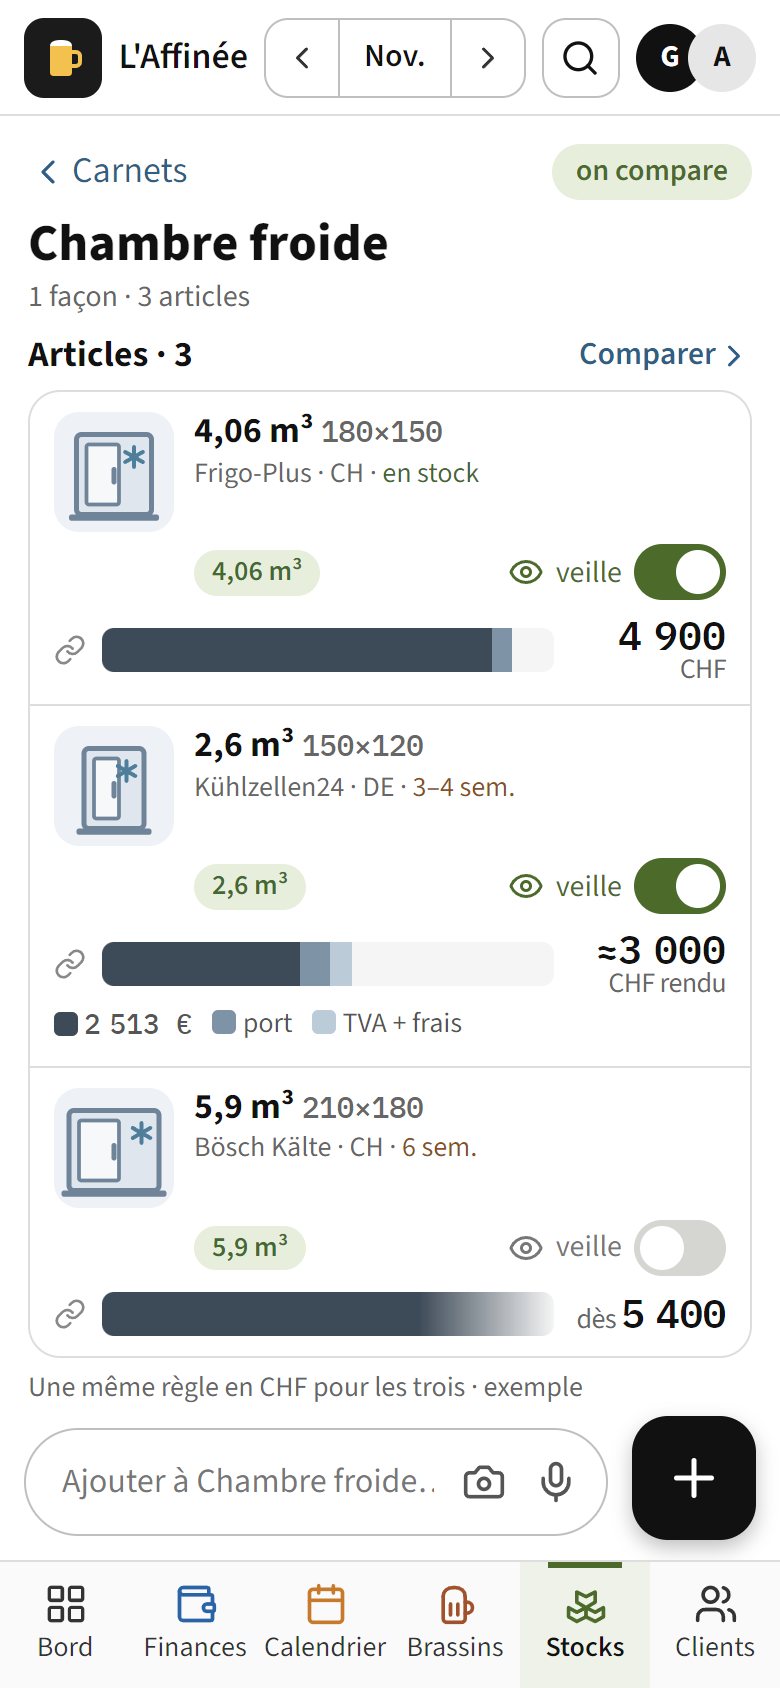 L'Affinée
Nov.
G
A
Carnets
on compare
Chambre froide
1 façon · 3 articles
Articles · 3
Comparer
4,06 m³ 180×150
Frigo-Plus · CH · en stock
4,06 m³
veille
4 900
CHF
2,6 m³ 150×120
Kühlzellen24 · DE · 3–4 sem.
2,6 m³
veille
≈3 000
CHF rendu
2 513 €
port
TVA + frais
5,9 m³ 210×180
Bösch Kälte · CH · 6 sem.
5,9 m³
veille
dès 5 400
Une même règle en CHF pour les trois · exemple
Ajouter à Chambre froide…
Bord
Finances
Calendrier
Brassins
Stocks
Clients